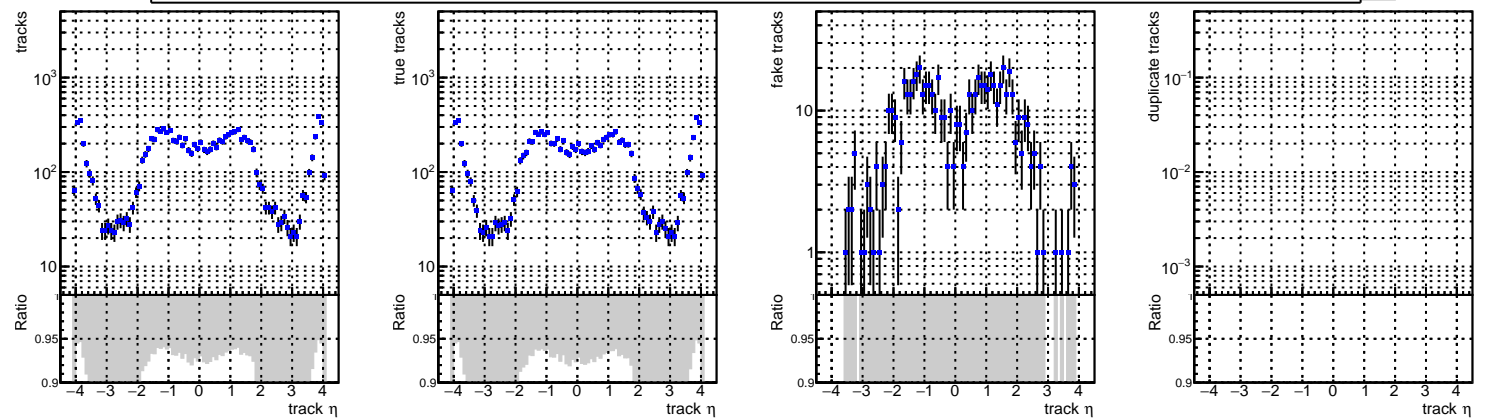 tracks
10³
10²
10
Ratio
1
0.95
0.9
−4 −3 −2 −1 0 1 2 3 4
track η
true tracks
10³
10²
10
Ratio
1
0.95
0.9
−4 −3 −2 −1 0 1 2 3 4
track η
fake tracks
10
1
Ratio
1
0.95
0.9
−4 −3 −2 −1 0 1 2 3 4
track η
duplicate tracks
10⁻¹
10⁻²
10⁻³
Ratio
1
0.95
0.9
−4 −3 −2 −1 0 1 2 3 4
track η